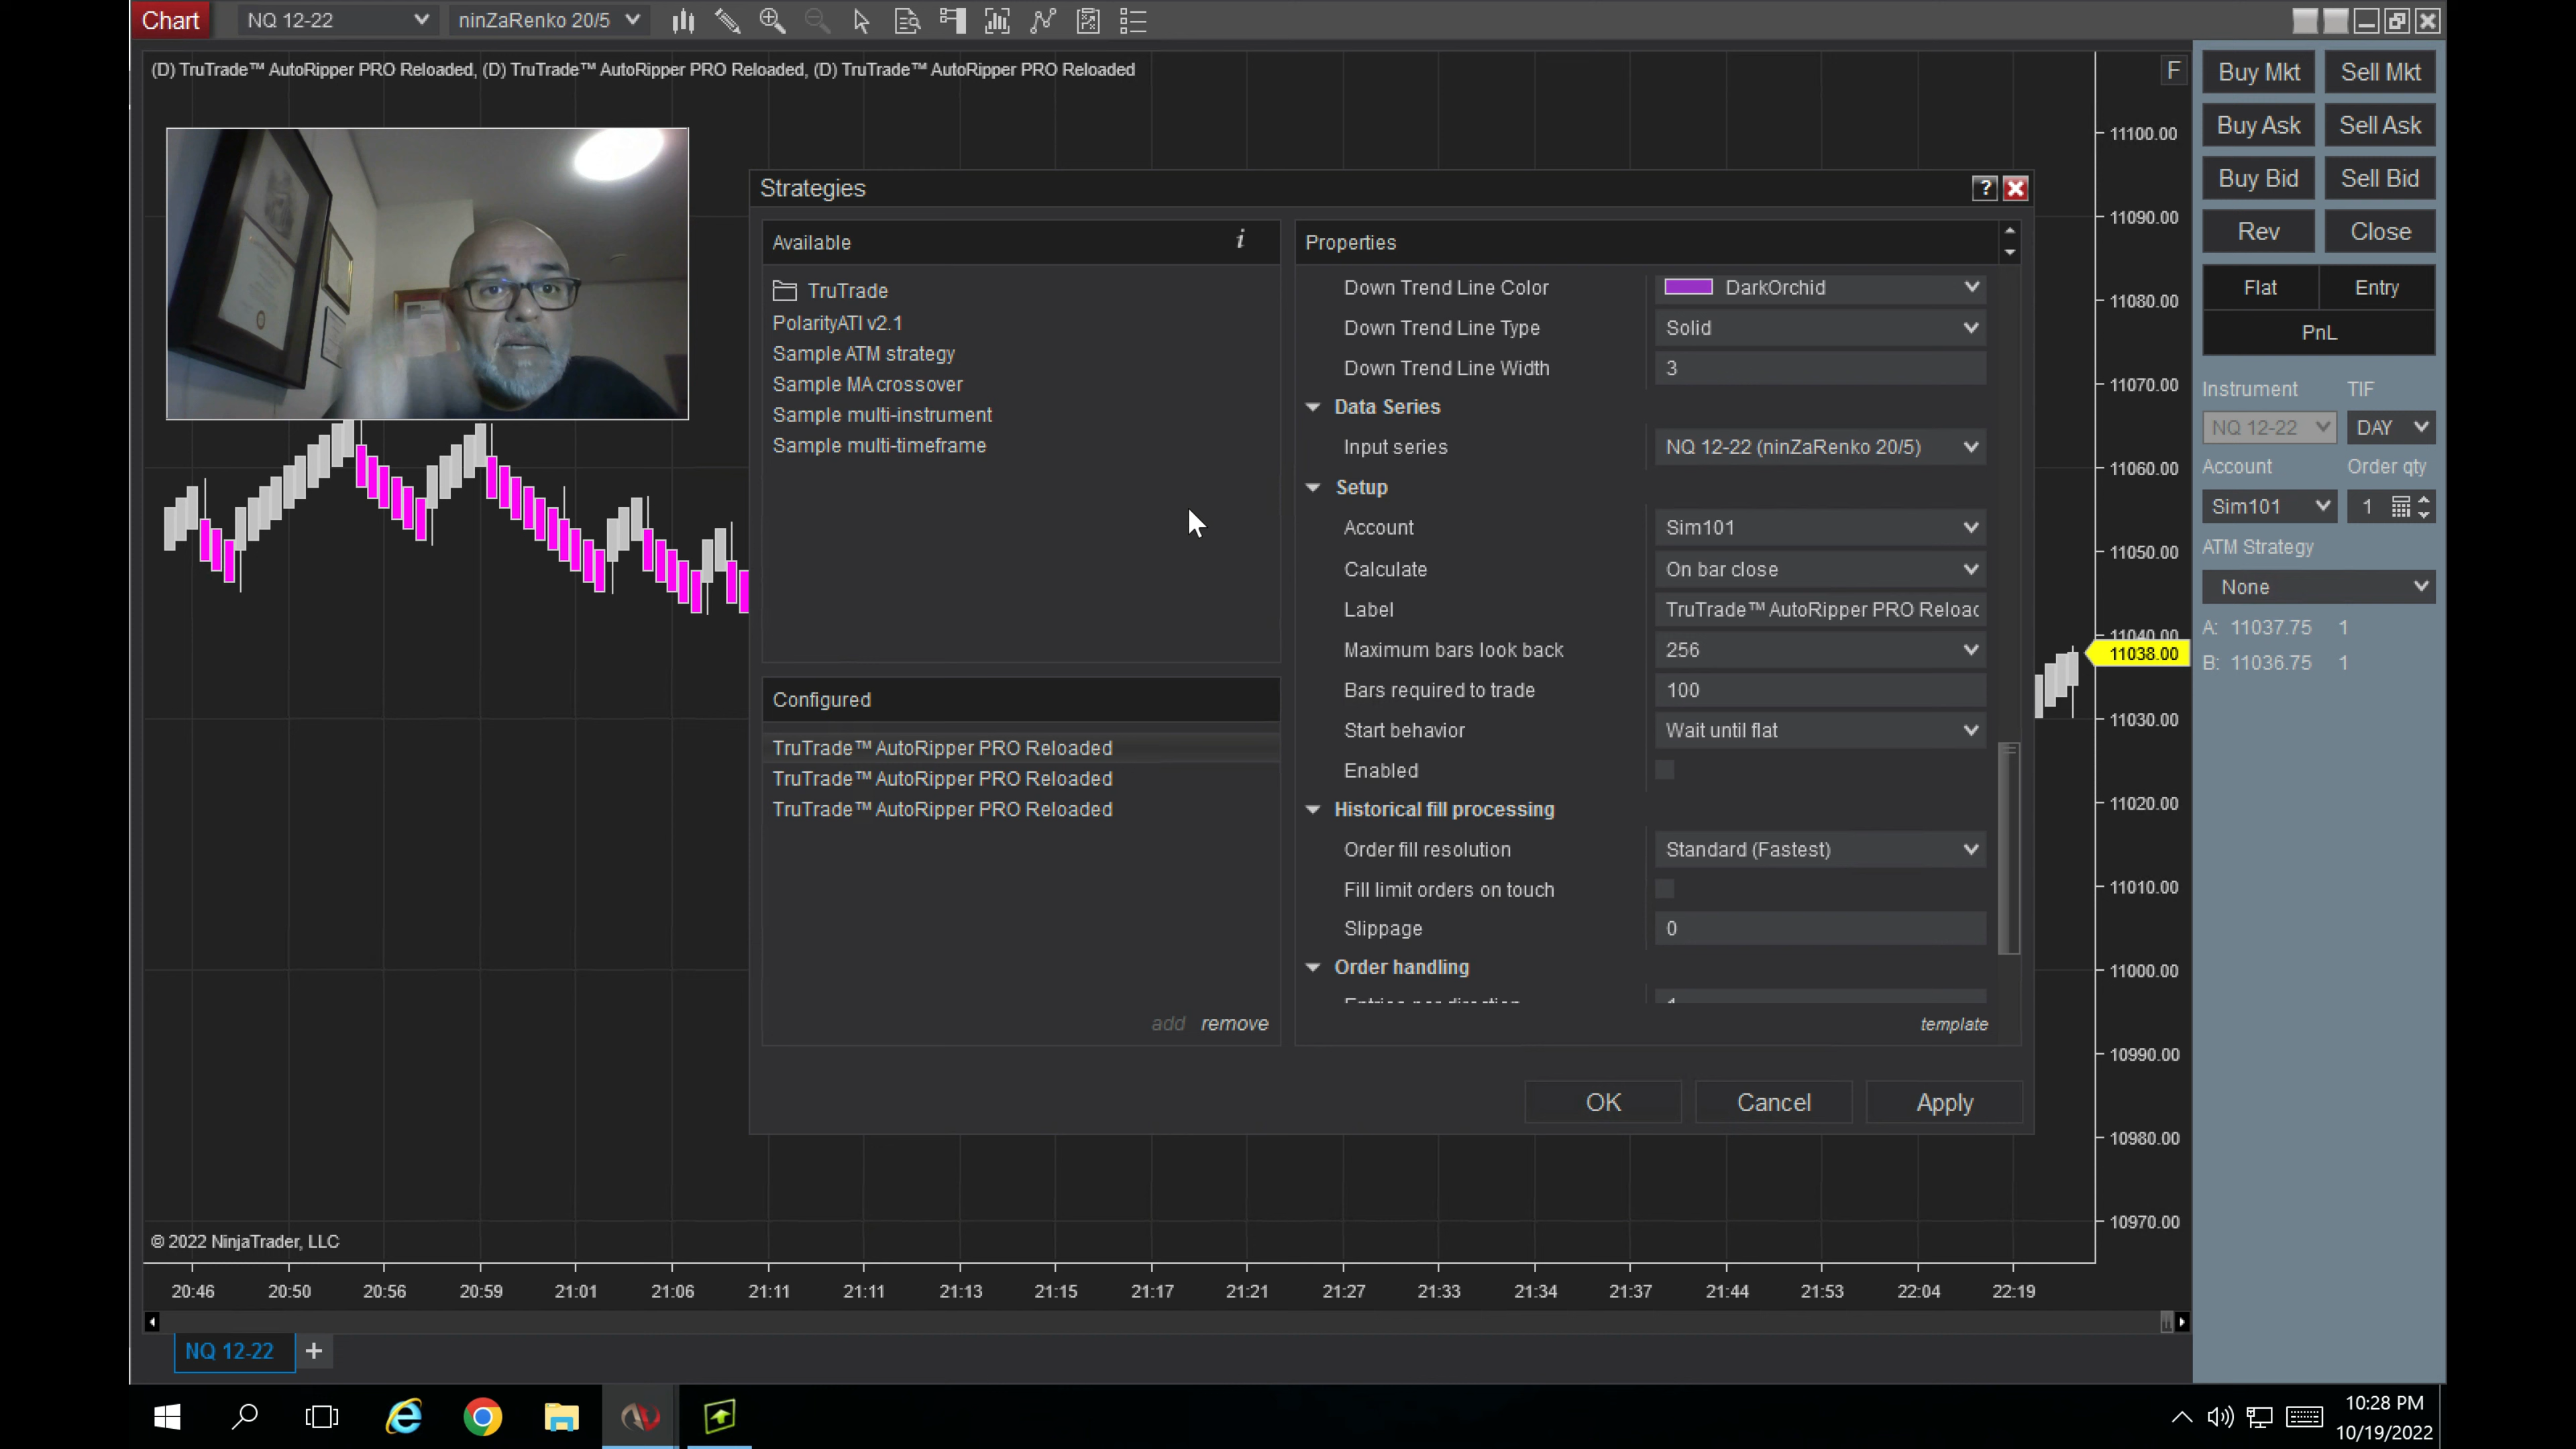 Chart
NQ 12-22
ninZaRenko 20/5
(D) TruTrade™ AutoRipper PRO Reloaded, (D) TruTrade™ AutoRipper PRO Reloaded, (D) TruTrade™ AutoRipper PRO Reloaded
F
Strategies
?
Available
i
TruTrade
PolarityATI v2.1
Sample ATM strategy
Sample MA crossover
Sample multi-instrument
Sample multi-timeframe
Configured
TruTrade™ AutoRipper PRO Reloaded
TruTrade™ AutoRipper PRO Reloaded
TruTrade™ AutoRipper PRO Reloaded
add remove
Properties
Down Trend Line Color DarkOrchid
Down Trend Line Type Solid
Down Trend Line Width 3
Data Series
Input series NQ 12-22 (ninZaRenko 20/5)
Setup
Account Sim101
Calculate On bar close
Label TruTrade™ AutoRipper PRO Reloac
Maximum bars look back 256
Bars required to trade 100
Start behavior Wait until flat
Enabled
Historical fill processing
Order fill resolution Standard (Fastest)
Fill limit orders on touch
Slippage 0
Order handling
Entries per direction 1
template
OK Cancel Apply
11100.00
11090.00
11080.00
11070.00
11060.00
11050.00
11040.00
11038.00
11030.00
11020.00
11010.00
11000.00
10990.00
10980.00
10970.00
Buy Mkt Sell Mkt
Buy Ask Sell Ask
Buy Bid Sell Bid
Rev Close
Flat Entry
PnL
Instrument TIF
NQ 12-22 DAY
Account Order qty
Sim101 1
ATM Strategy
None
A: 11037.75 1
B: 11036.75 1
© 2022 NinjaTrader, LLC
20:46 20:50 20:56 20:59 21:01 21:06 21:11 21:11 21:13 21:15 21:17 21:21 21:27 21:33 21:34 21:37 21:44 21:53 22:04 22:19
NQ 12-22 +
10:28 PM
10/19/2022